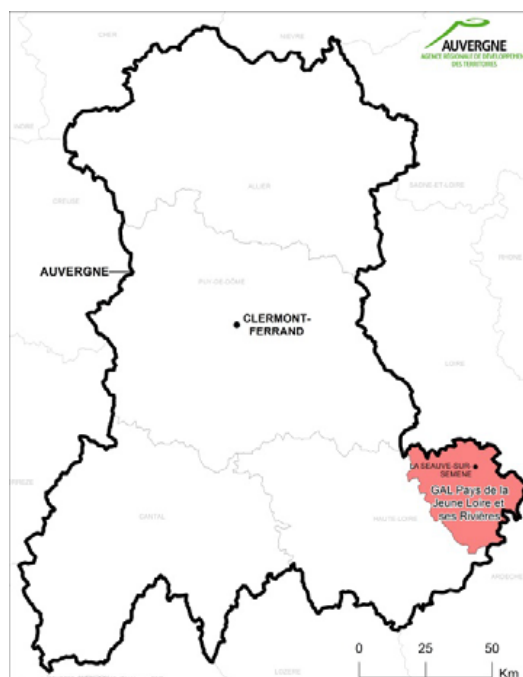 AUVERGNE
AGENCE RÉGIONALE DE DÉVELOPPEMENT
DES TERRITOIRES
CHER
NIEVRE
INDRE
ALLIER
SAONE-ET-LOIRE
CREUSE
RHONE
AUVERGNE
PUY-DE-DOME
CLERMONT-
FERRAND
LOIRE
LA SEAUVE-SUR-
SEMENE
GAL Pays de la
Jeune Loire et
ses Rivières
CANTAL
HAUTE-LOIRE
ARDECHE
LOZERE
0 25 50
Km